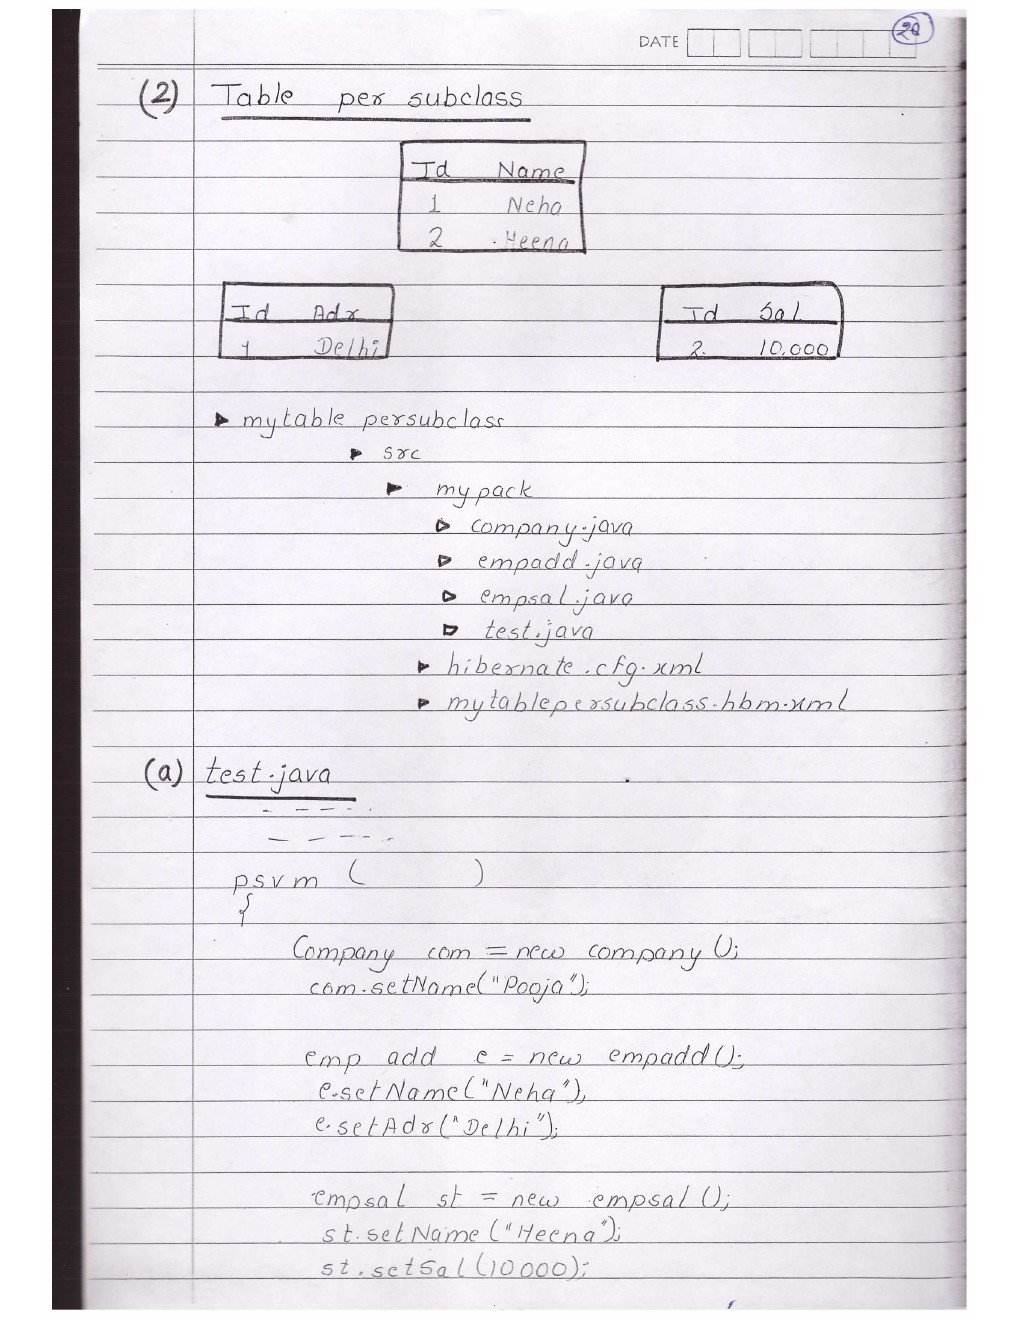 DATE 20
(2) Table per subclass
Id Name
1 Neha
2 Heena
Id Adr
1 Delhi
Id Sal
2. 10,000
mytable persubclass
src
my pack
company.java
empadd.java
empsal.java
test.java
hibernate.cfg.xml
mytablepersubclass.hbm.xml
(a) test.java
psvm ( )
{
Company com = new company ();
com.setName("Pooja");
emp add e = new empadd();
e.setName("Neha");
e.setAdr("Delhi");
empsal st = new empsal ();
st.setName ("Heena");
st.setSal(10000);